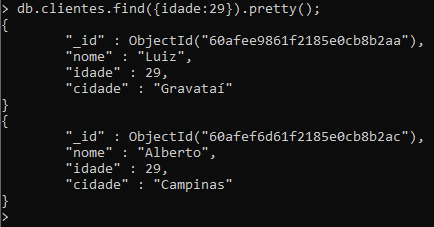 > db.clientes.find({idade:29}).pretty();
{
        "_id" : ObjectId("60afee9861f2185e0cb8b2aa"),
        "nome" : "Luiz",
        "idade" : 29,
        "cidade" : "Gravataí"
}
{
        "_id" : ObjectId("60afef6d61f2185e0cb8b2ac"),
        "nome" : "Alberto",
        "idade" : 29,
        "cidade" : "Campinas"
}
>